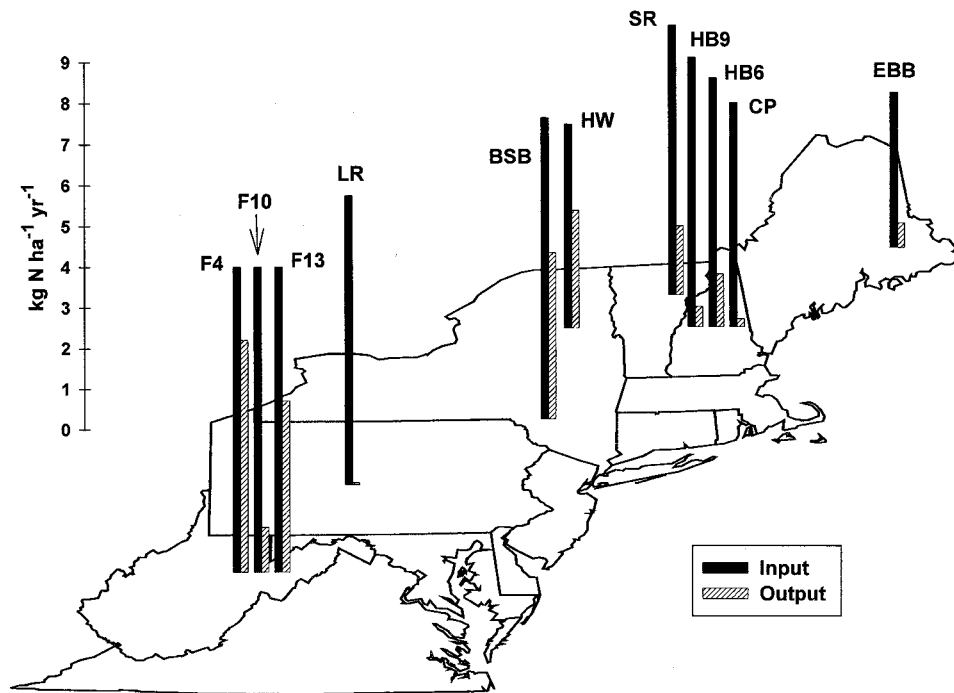 SR
HB9
HB6
CP
EBB
HW
BSB
LR
F10
F4
F13
9
8
7
6
5
4
3
2
1
0
kg N ha⁻¹ yr⁻¹
Input
Output